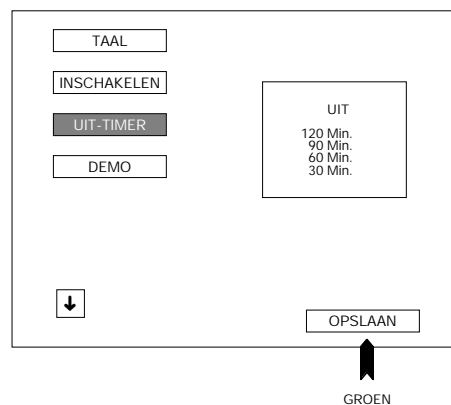 TAAL
INSCHAKELEN
UIT-TIMER
DEMO
UIT
120 Min.
90 Min.
60 Min.
30 Min.
OPSLAAN
GROEN